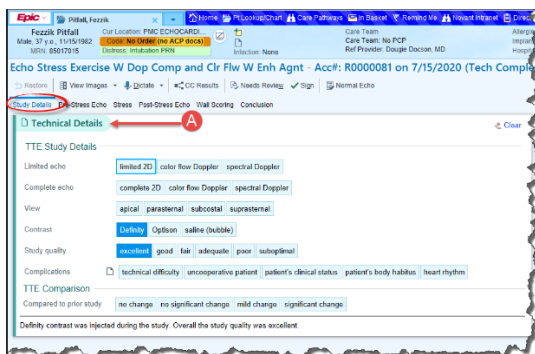 Epic Pitfall, Fezzik Home Pt Lookup/Chart Care Pathways In Basket Remind Me Novant Intranet Direc
Fezzik Pitfall Cur Location: PMC ECHOCARDI... Care Team: Allergie
Male, 37 y.o., 11/15/1982 Code: No Order (no ACP docs) Care Team: No PCP Implan
MRN: 85017015 Distress: Intubation PRN Infection: None Ref Provider: Dougie Docson, MD Hospit
Echo Stress Exercise W Dop Comp and Clr Flw W Enh Agnt - Acc#: R0000081 on 7/15/2020 (Tech Comple
Restore View Images Dictate CC Results Needs Review Sign Normal Echo
Study Details Pre-Stress Echo Stress Post-Stress Echo Wall Scoring Conclusion
Technical Details A Clear
TTE Study Details
Limited echo limited 2D color flow Doppler spectral Doppler
Complete echo complete 2D color flow Doppler spectral Doppler
View apical parasternal subcostal suprasternal
Contrast Definity Optison saline (bubble)
Study quality excellent good fair adequate poor suboptimal
Complications technical difficulty uncooperative patient patient's clinical status patient's body habitus heart rhythm
TTE Comparison
Compared to prior study no change no significant change mild change significant change
Definity contrast was injected during the study. Overall the study quality was excellent.